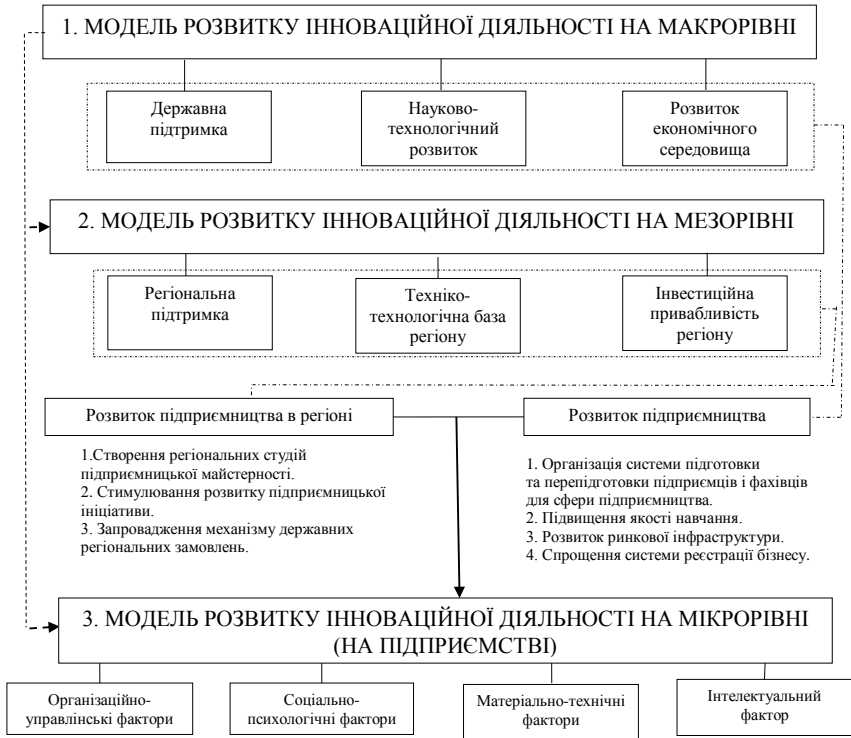 1. МОДЕЛЬ РОЗВИТКУ ІННОВАЦІЙНОЇ ДІЯЛЬНОСТІ НА МАКРОРІВНІ
Державна
підтримка
Науково-
технологічний
розвиток
Розвиток
економічного
середовища
2. МОДЕЛЬ РОЗВИТКУ ІННОВАЦІЙНОЇ ДІЯЛЬНОСТІ НА МЕЗОРІВНІ
Регіональна
підтримка
Техніко-
технологічна база
регіону
Інвестиційна
привабливість
регіону
Розвиток підприємництва в регіоні
1.Створення регіональних студій
підприємницької майстерності.
2. Стимулювання розвитку підприємницької
ініціативи.
3. Запровадження механізму державних
регіональних замовлень.
Розвиток підприємництва
1. Організація системи підготовки
та перепідготовки підприємців і фахівців
для сфери підприємництва.
2. Підвищення якості навчання.
3. Розвиток ринкової інфраструктури.
4. Спрощення системи реєстрації бізнесу.
3. МОДЕЛЬ РОЗВИТКУ ІННОВАЦІЙНОЇ ДІЯЛЬНОСТІ НА МІКРОРІВНІ
(НА ПІДПРИЄМСТВІ)
Організаційно-
управлінські фактори
Соціально-
психологічні фактори
Матеріально-технічні
фактори
Інтелектуальний
фактор